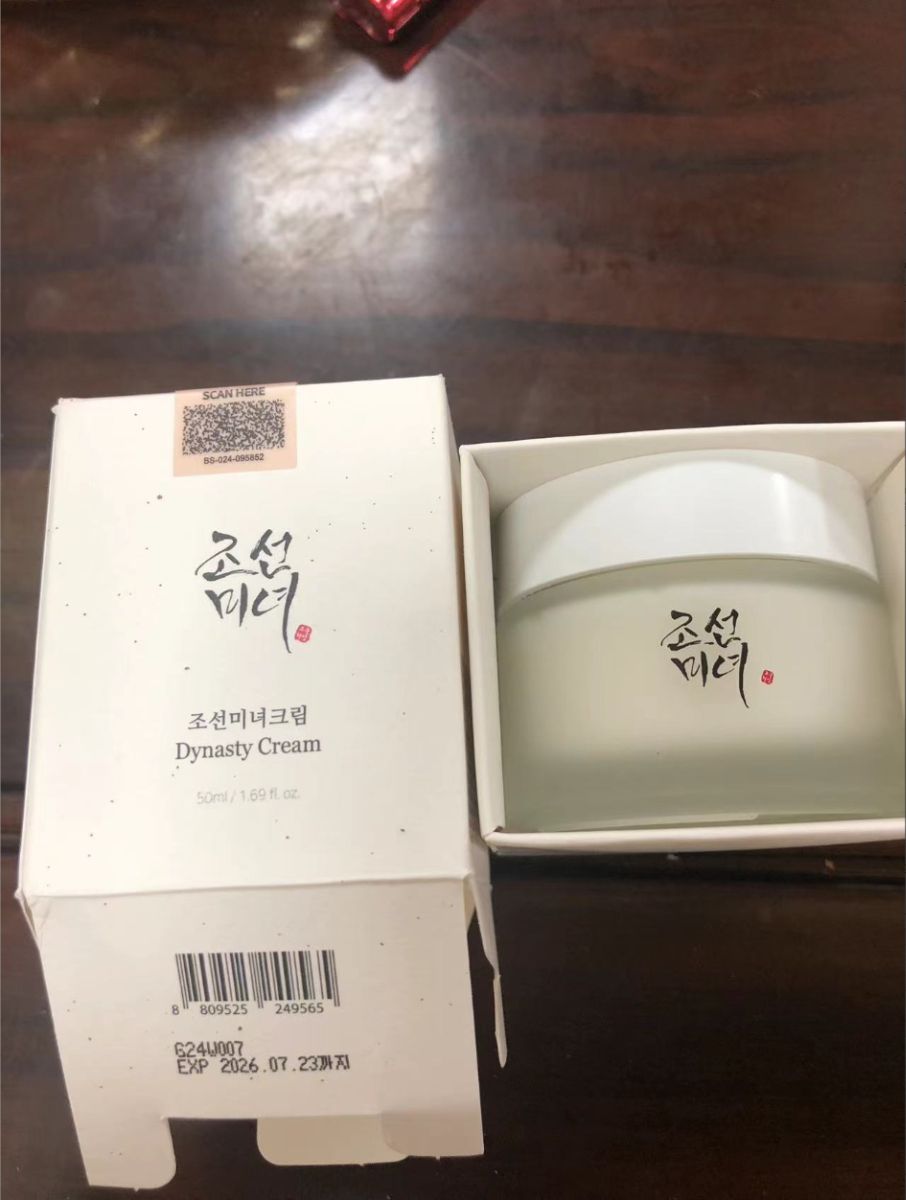 SCAN HERE
BS-024-095852
조선
미녀
조선미녀크림
Dynasty Cream
50ml / 1.69 fl. oz.
8 809525 249565
G24W007
EXP 2026.07.23까지
조선
미녀